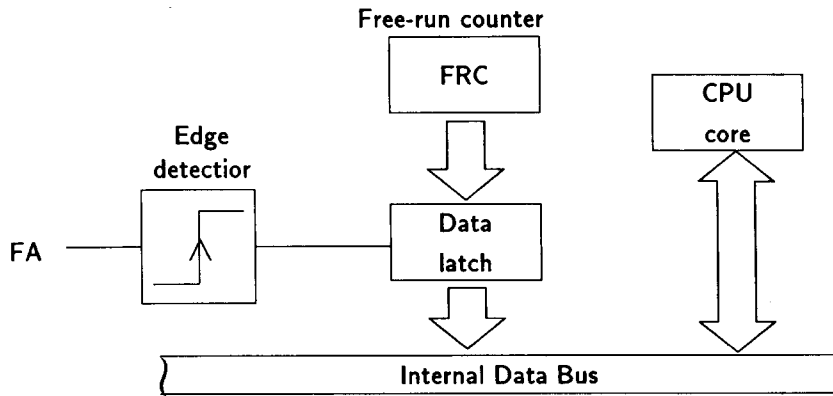 Free-run counter
FRC
CPU
core
Edge
detectior
FA
Data
latch
Internal Data Bus